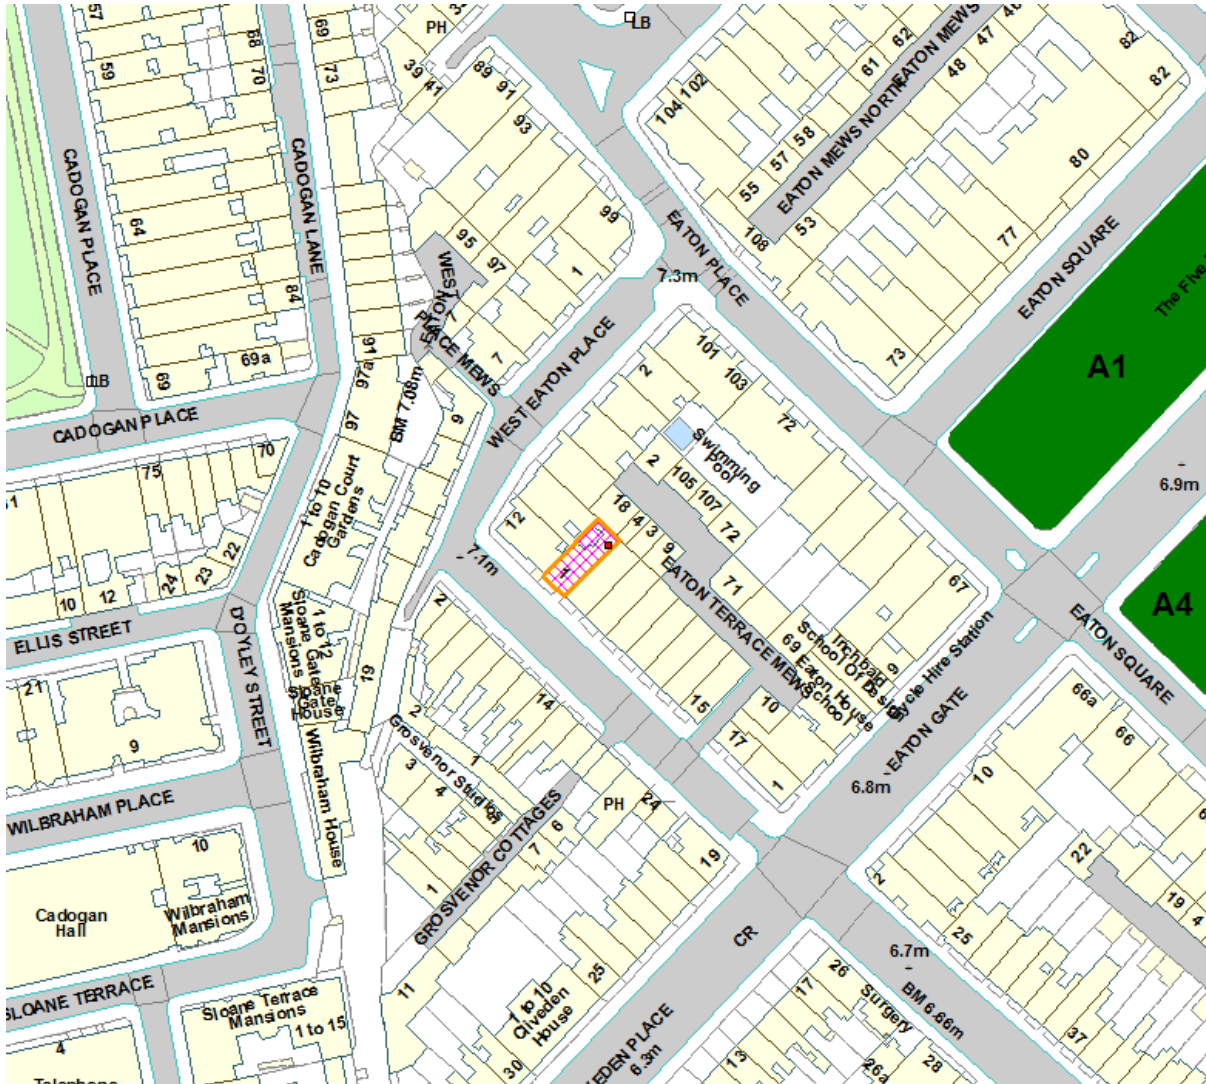 57
59
68
70
69
73
PH
39
41
89
91
93
LB
104
102
62
61
EATON MEWS
47
48
82
82
EATON MEWS NORTH
58
57
55
108
53
80
77
73
CADOGAN PLACE
CADOGAN LANE
64
84
69a
69
LB
91
97a
97
95
97
99
1
WEST
EATON
PLACE MEWS
7
7
9
BM 7.08m
EATON PLACE
7.3m
EATON SQUARE
The Five
A1
A4
6.9m
CADOGAN PLACE
WEST EATON PLACE
101
103
2
72
Swimming
Pool
2
105
107
72
18
4
3
9
12
1
71
EATON TERRACE MEWS
67
Inchbald
School Of Design
69 Eaton House
School
9
Cycle Hire Station
10
15
17
1
EATON GATE
6.8m
EATON SQUARE
66a
66
10
75
70
1 to 10
Cadogan Court
Gardens
22
23
24
10
12
ELLIS STREET
D'OYLEY STREET
7.1m
2
1 to 12
Sloane Gate
Mansions
Sloane
Gate
House
19
14
2
1
Grosvenor Studios
3
4
5
21
9
WILBRAHAM PLACE
Wilbraham House
PH
24
19
6
7
1
GROSVENOR COTTAGES
10
Wilbraham
Mansions
Cadogan
Hall
SLOANE TERRACE
Sloane Terrace
Mansions
1 to 15
4
11
30
1 to 10
Cliveden
House
25
CR
EDEN PLACE
6.3m
2
25
22
19
4
6.7m
BM 6.66m
26
17
Surgery
13
26a
28
37